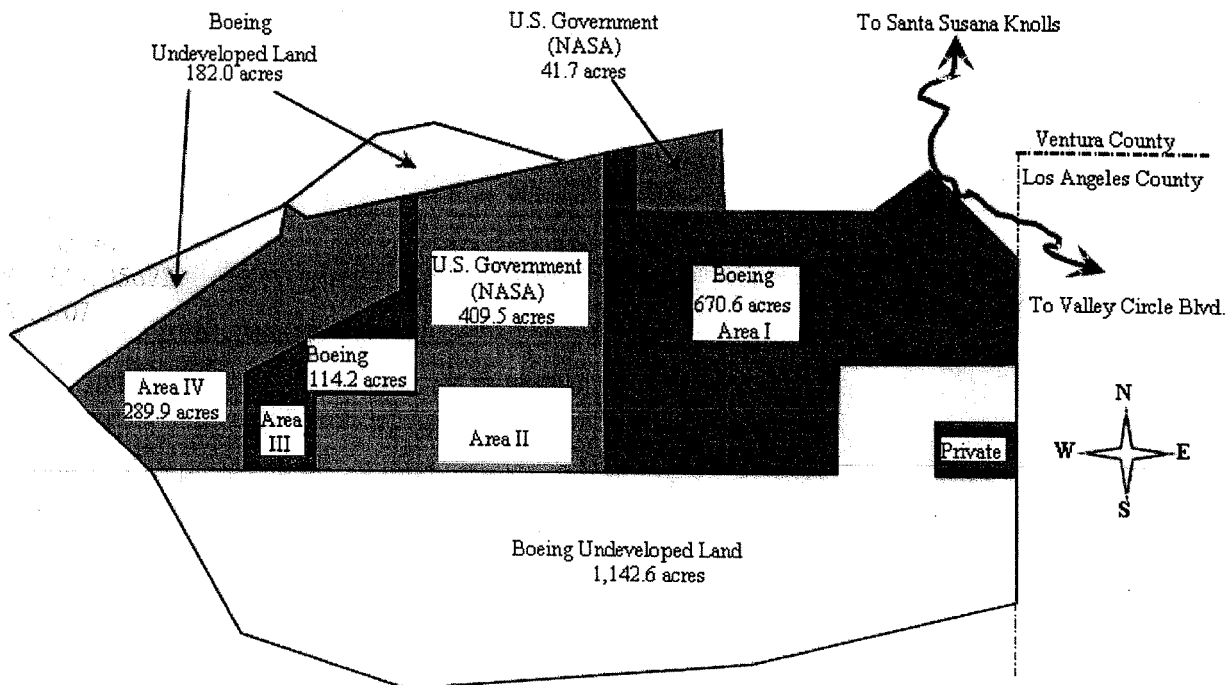 Boeing
Undeveloped Land
182.0 acres
U.S. Government
(NASA)
41.7 acres
To Santa Susana Knolls
Ventura County
Los Angeles County
To Valley Circle Blvd.
U.S. Government
(NASA)
409.5 acres
Boeing
670.6 acres
Area I
Boeing
114.2 acres
Area IV
289.9 acres
Area
III
Area II
Private
N
W
E
S
Boeing Undeveloped Land
1,142.6 acres